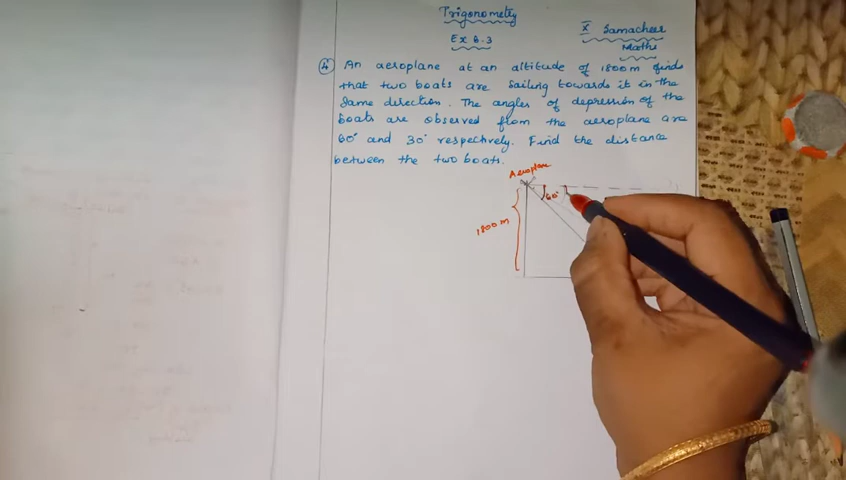 Trigonometry
Ex 6.3
X Samacheer
Maths
4 An aeroplane at an altitude of 1800m finds
that two boats are sailing towards it in the
same direction. The angles of depression of the
boats are observed from the aeroplane are
60° and 30° respectively. Find the distance
between the two boats.
Aeroplane
60°
1800m